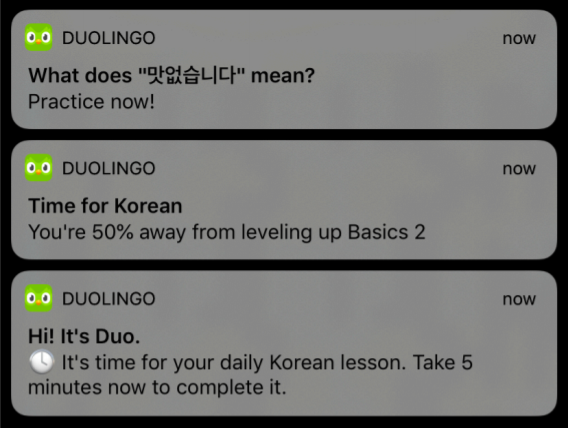 DUOLINGO now
What does "맛없습니다" mean?
Practice now!
DUOLINGO now
Time for Korean
You're 50% away from leveling up Basics 2
DUOLINGO now
Hi! It's Duo.
🕓 It's time for your daily Korean lesson. Take 5
minutes now to complete it.